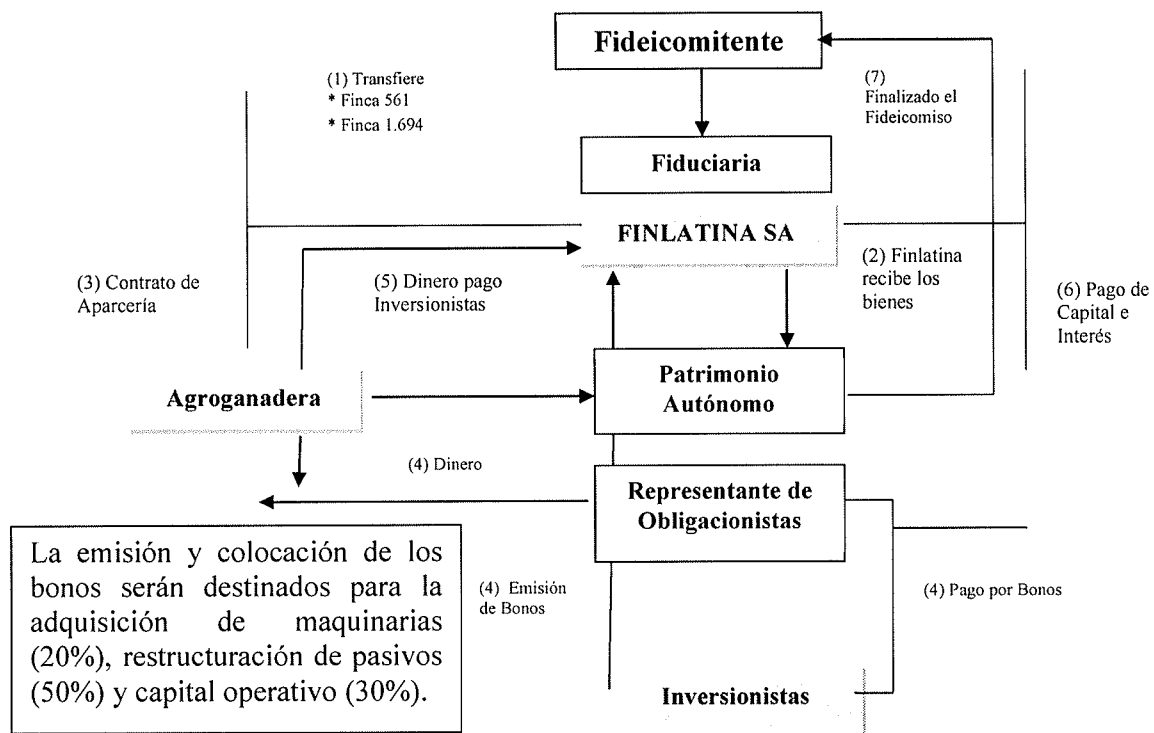 Fideicomitente
(1) Transfiere
* Finca 561
* Finca 1.694
(7)
Finalizado el
Fideicomiso
Fiduciaria
FINLATINA SA
(3) Contrato de
Aparcería
(5) Dinero pago
Inversionistas
(2) Finlatina
recibe los
bienes
(6) Pago de
Capital e
Interés
Agroganadera
Patrimonio
Autónomo
(4) Dinero
Representante de
Obligacionistas
La emisión y colocación de los
bonos serán destinados para la
adquisición de maquinarias
(20%), restructuración de pasivos
(50%) y capital operativo (30%).
(4) Emisión
de Bonos
(4) Pago por Bonos
Inversionistas